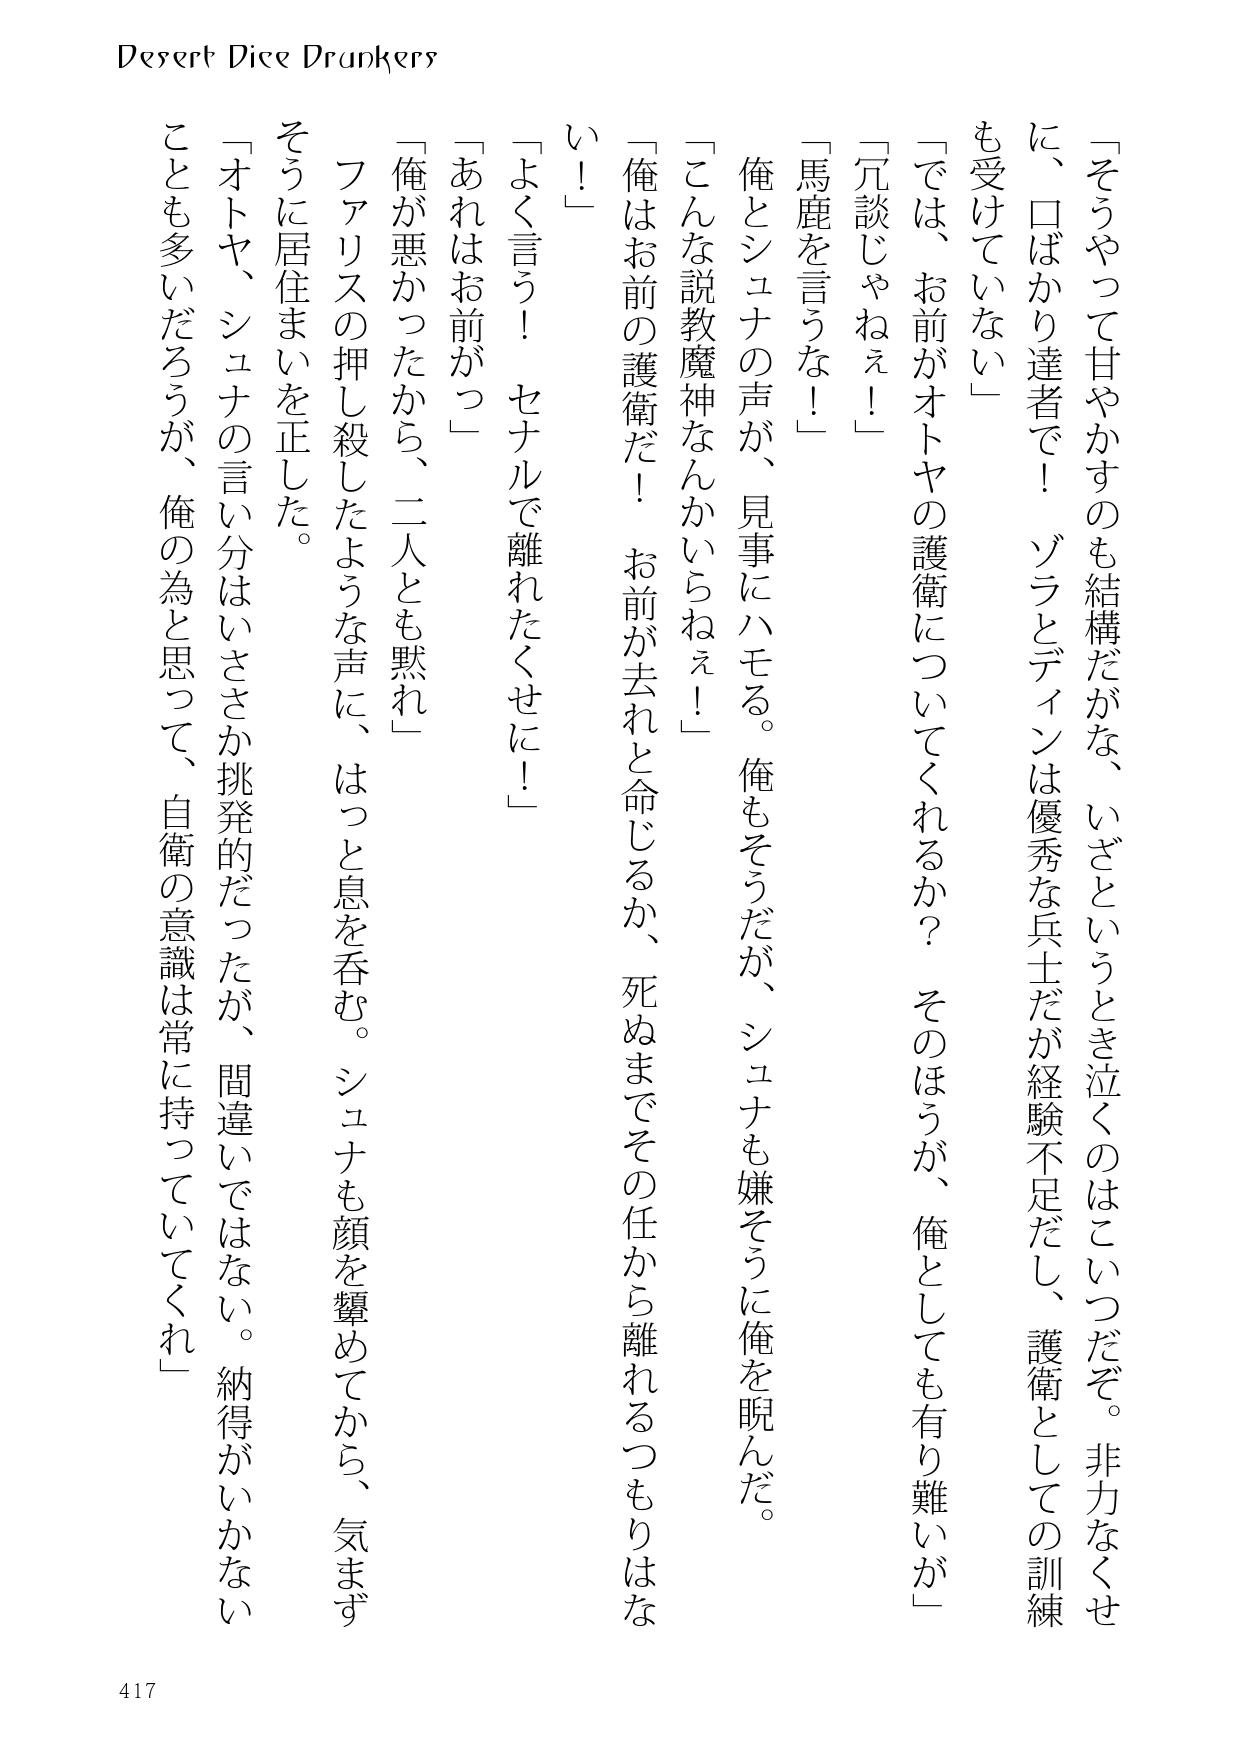 Desert Dice Drunkers
「そうやって甘やかすのも結構だがな、いざというとき泣くのはこいつだぞ。非力なくせ
に、口ばかり達者で！　ゾラとディンは優秀な兵士だが経験不足だし、護衛としての訓練
も受けていない」
「では、お前がオトヤの護衛についてくれるか？　そのほうが、俺としても有り難いが」
「冗談じゃねぇ！」
「馬鹿を言うな！」
　俺とシュナの声が、見事にハモる。俺もそうだが、シュナも嫌そうに俺を睨んだ。
「こんな説教魔神なんかいらねぇ！」
「俺はお前の護衛だ！　お前が去れと命じるか、死ぬまでその任から離れるつもりはな
い！」
「よく言う！　セナルで離れたくせに！」
「あれはお前がっ」
「俺が悪かったから、二人とも黙れ」
　ファリスの押し殺したような声に、はっと息を呑む。シュナも顔を顰めてから、気まず
そうに居住まいを正した。
「オトヤ、シュナの言い分はいささか挑発的だったが、間違いではない。納得がいかない
ことも多いだろうが、俺の為と思って、自衛の意識は常に持っていてくれ」
417